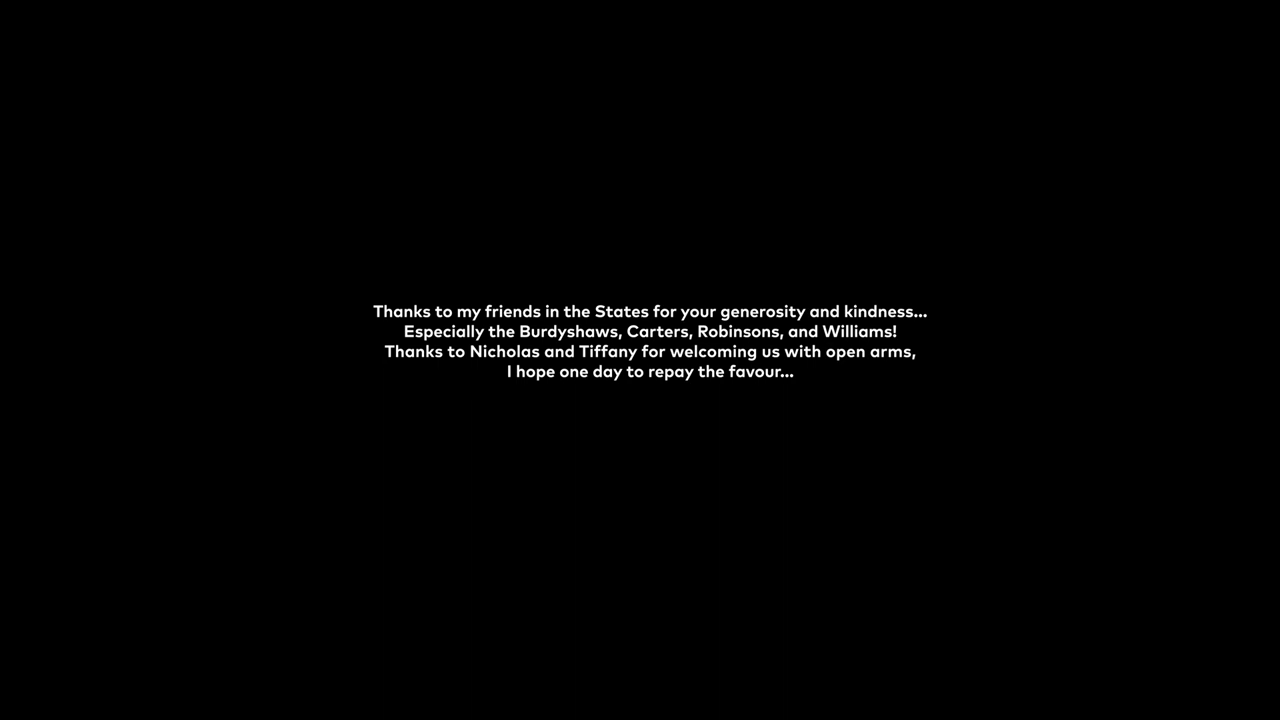 Thanks to my friends in the States for your generosity and kindness...
Especially the Burdyshaws, Carters, Robinsons, and Williams!
Thanks to Nicholas and Tiffany for welcoming us with open arms,
I hope one day to repay the favour...